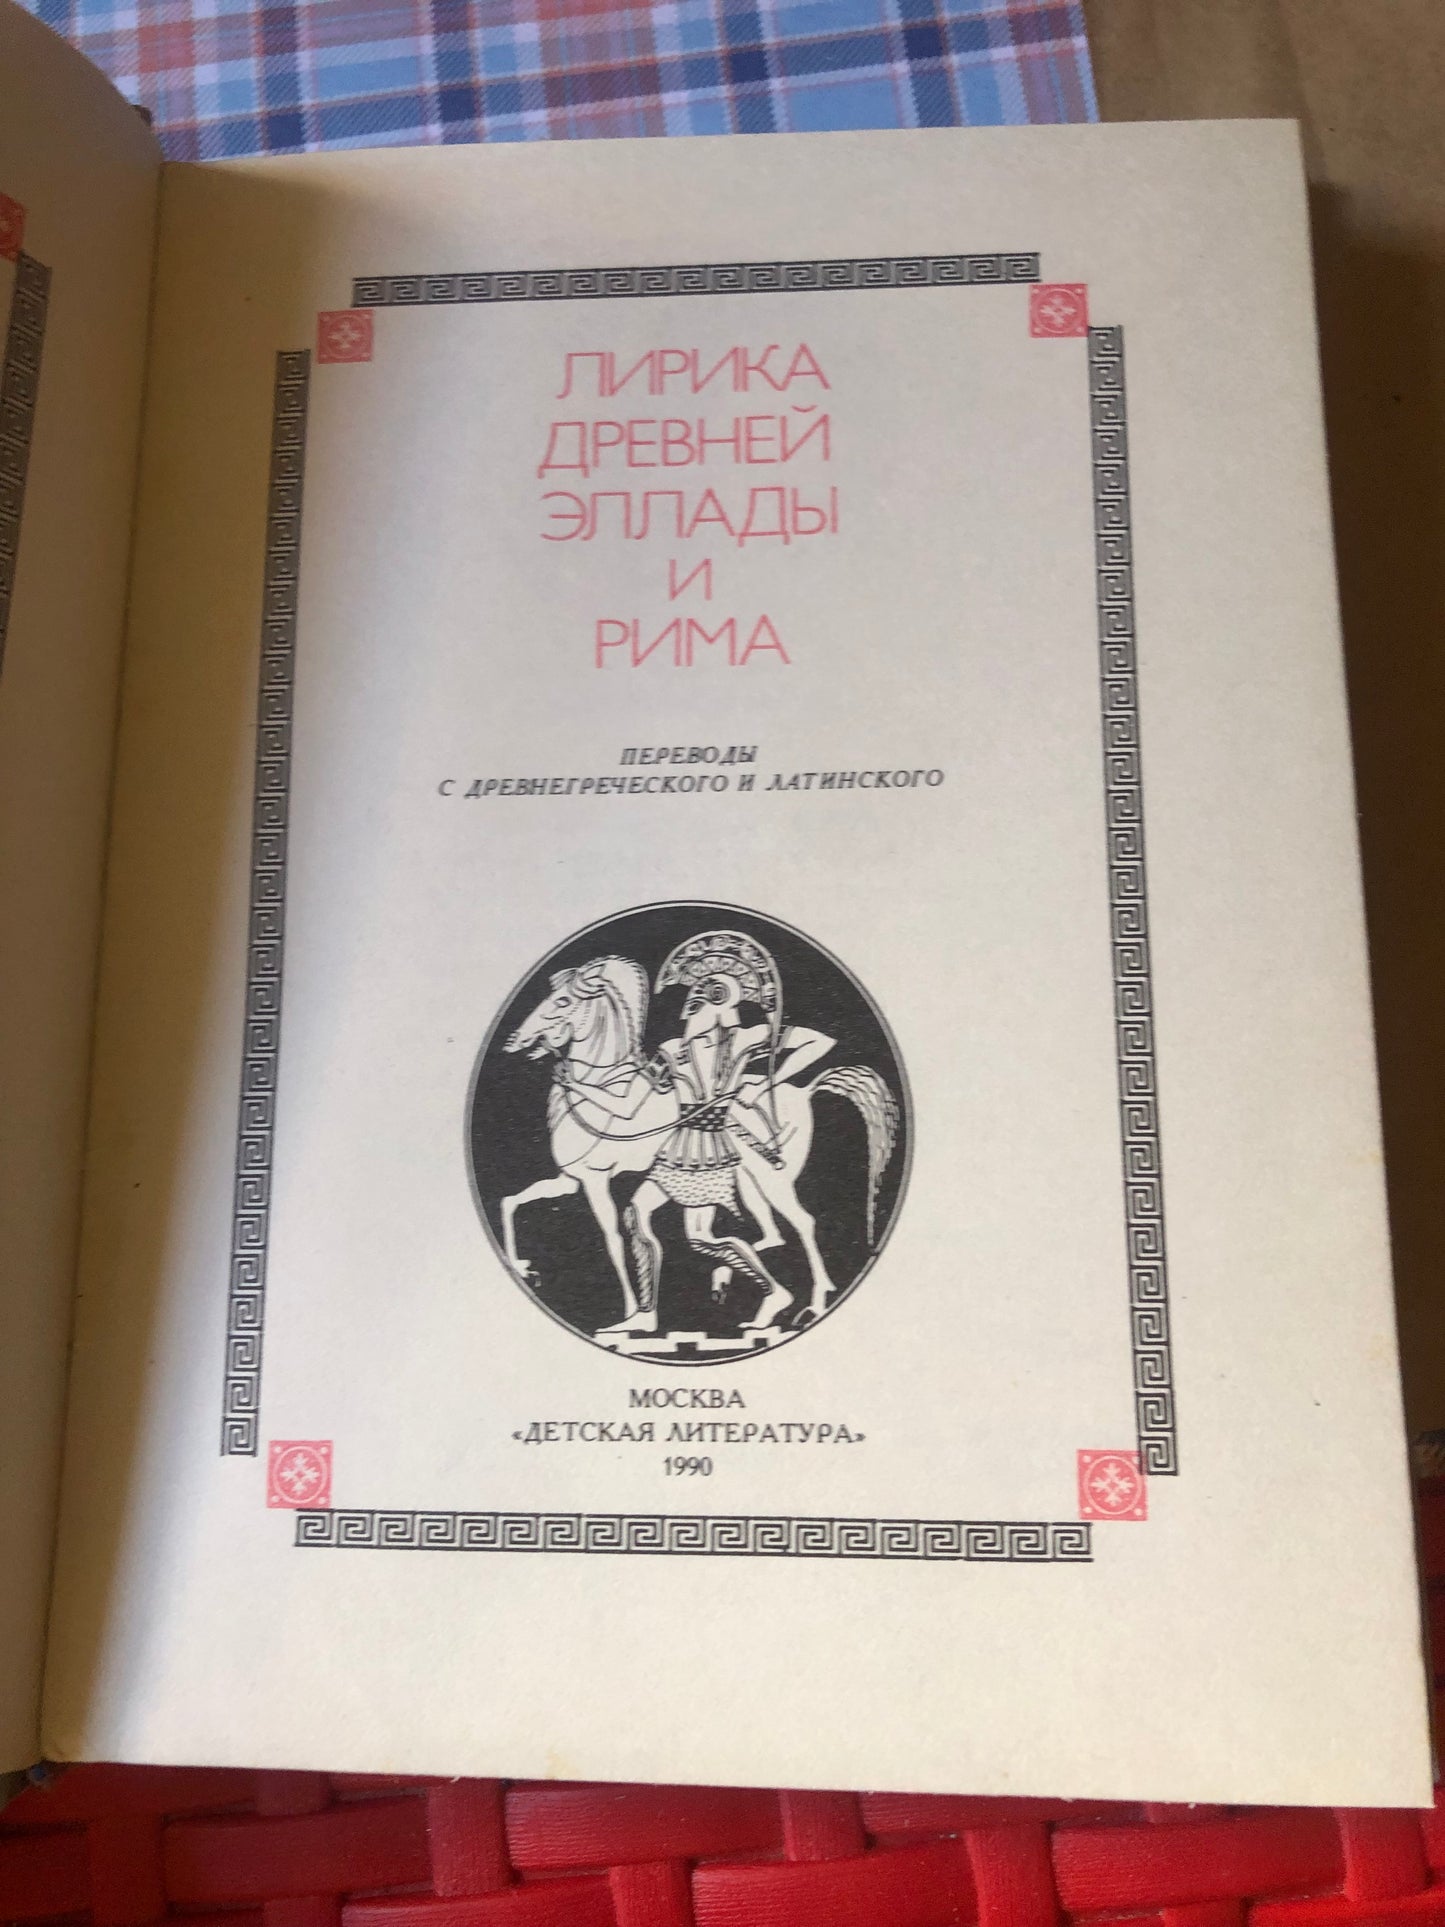 ЛИРИКА
ДРЕВНЕЙ
ЭЛЛАДЫ
И
РИМА
ПЕРЕВОДЫ
С ДРЕВНЕГРЕЧЕСКОГО И ЛАТИНСКОГО
МОСКВА
«ДЕТСКАЯ ЛИТЕРАТУРА»
1990